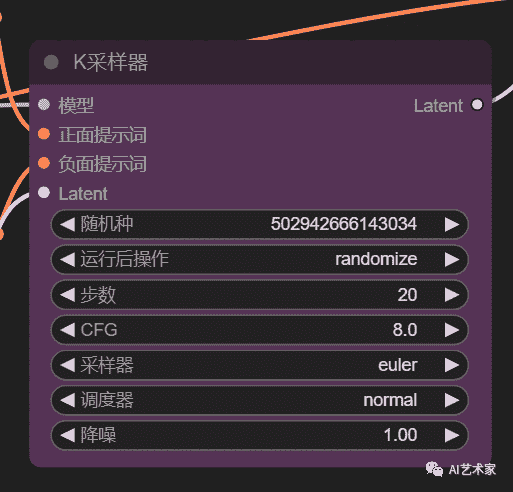 K采样器
模型 Latent
正面提示词
负面提示词
Latent
随机种 502942666143034
运行后操作 randomize
步数 20
CFG 8.0
采样器 euler
调度器 normal
降噪 1.00
AI艺术家